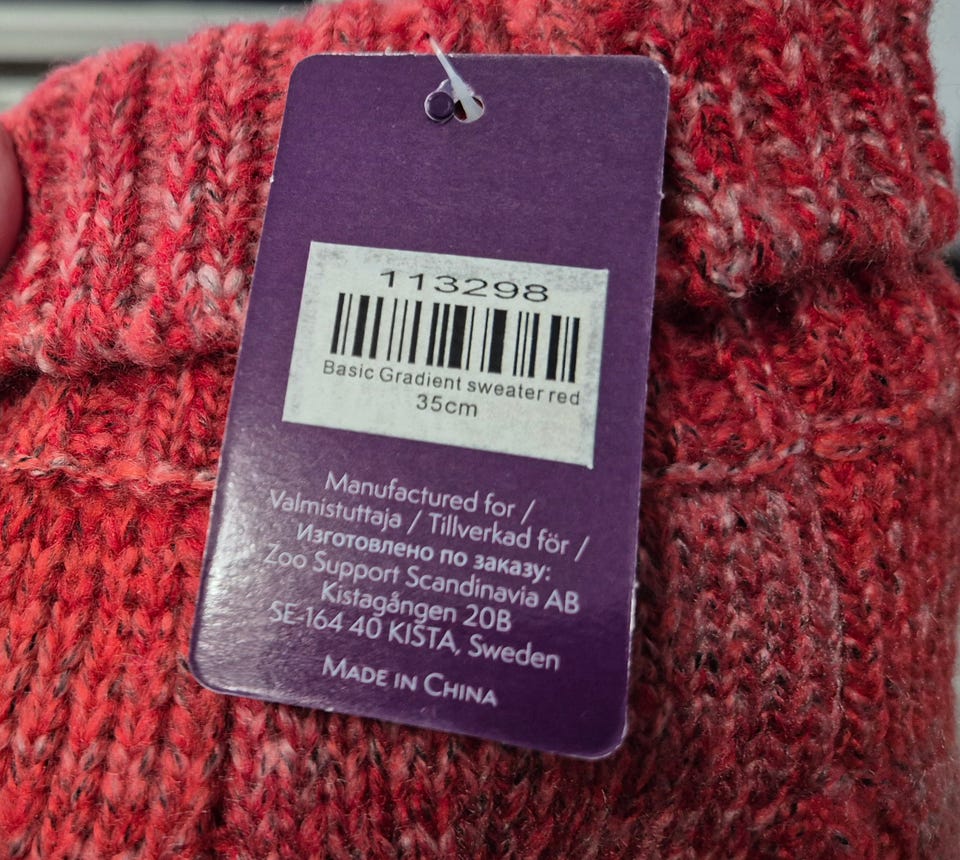 113298
Basic Gradient sweater red
35cm
Manufactured for /
Valmistuttaja / Tillverkad för /
Изготовлено по заказу:
Zoo Support Scandinavia AB
Kistagången 20B
SE-164 40 KISTA, Sweden
MADE IN CHINA